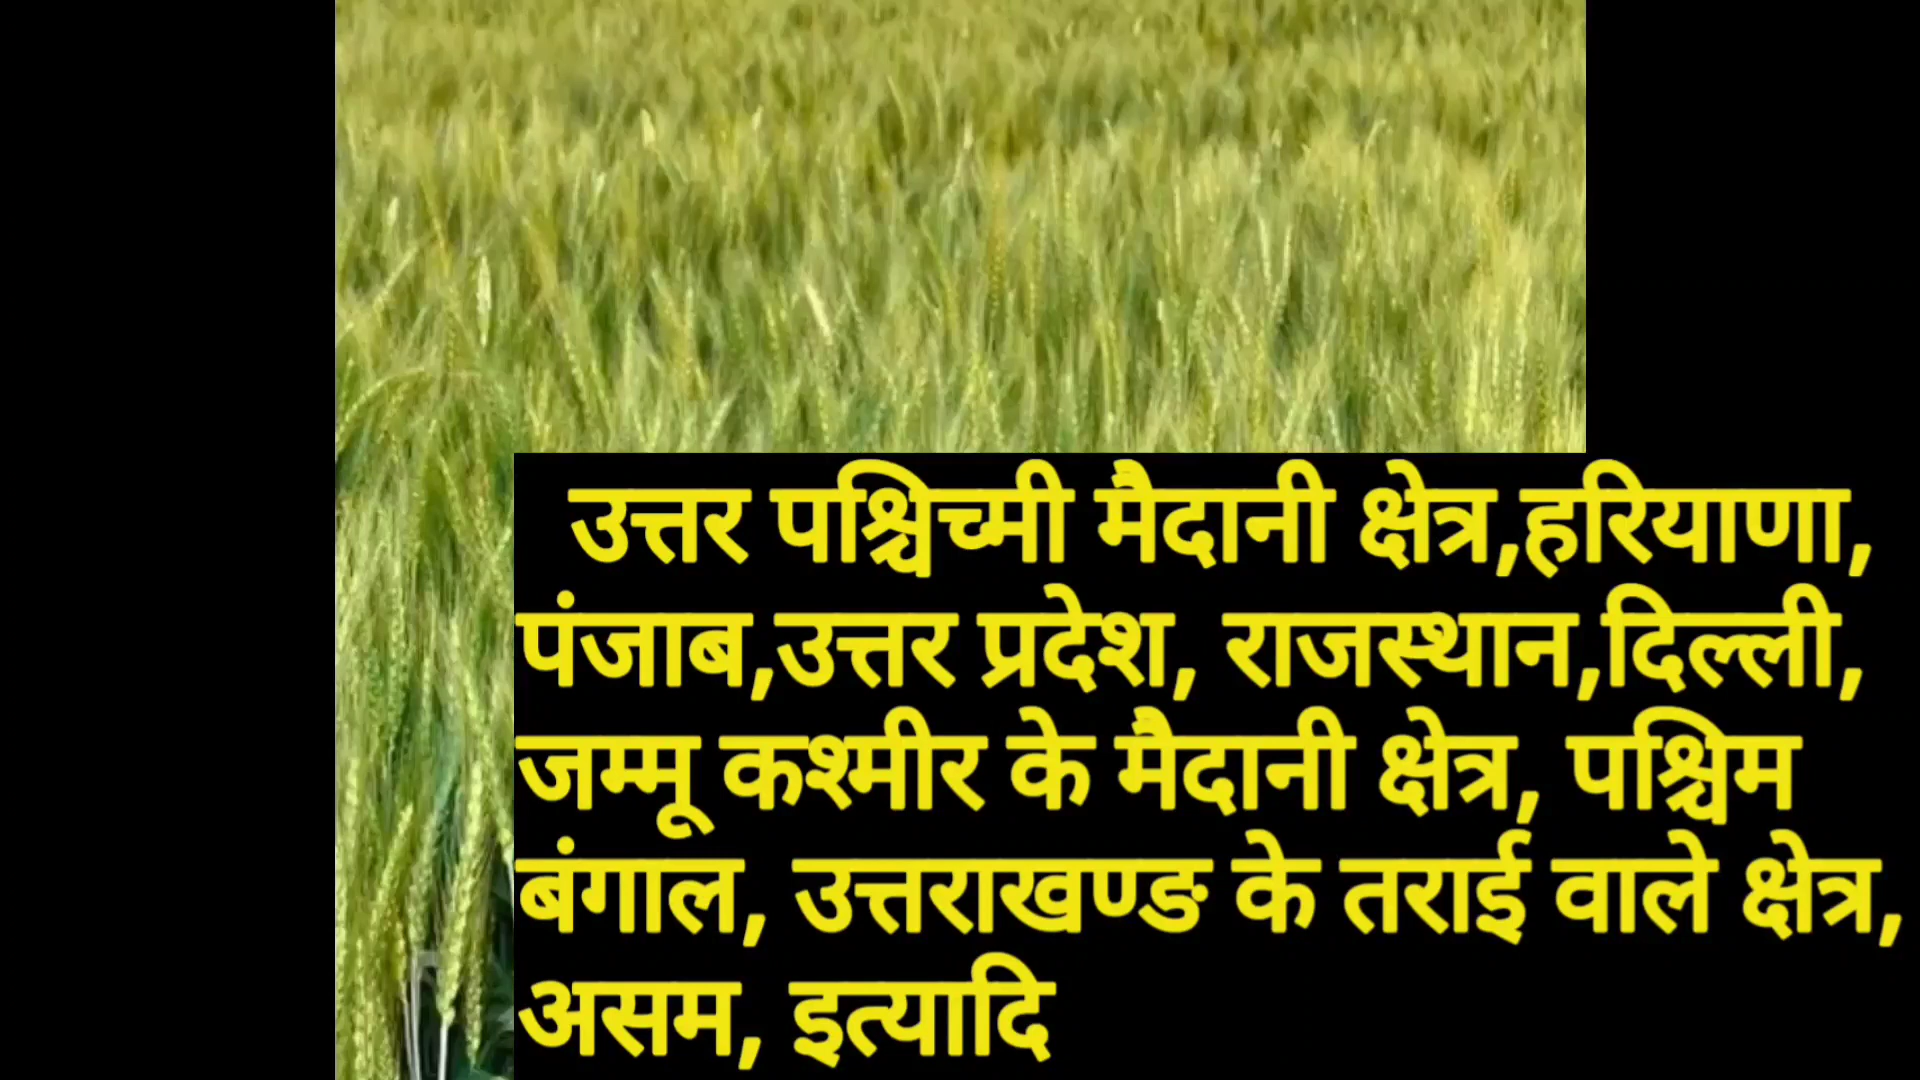 उत्तर पश्चिच्मी मैदानी क्षेत्र,हरियाणा,
पंजाब,उत्तर प्रदेश, राजस्थान,दिल्ली,
जम्मू कश्मीर के मैदानी क्षेत्र, पश्चिम
बंगाल, उत्तराखण्ङ के तराई वाले क्षेत्र,
असम, इत्यादि